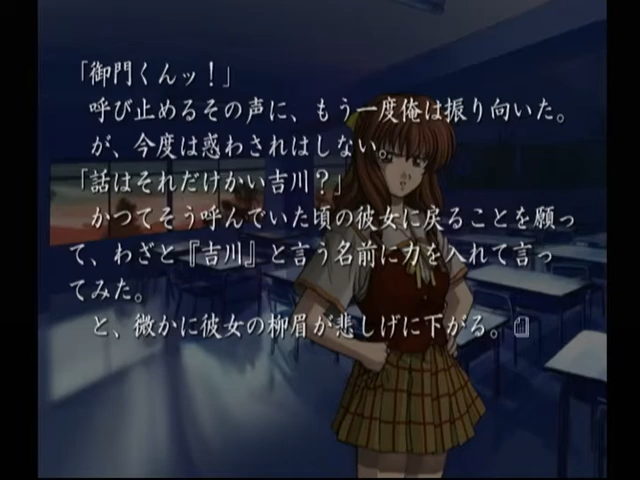 「御門くんッ！」
呼び止めるその声に、もう一度俺は振り向いた。
が、今度は惑わされはしない。
「話はそれだけかい吉川？」
かつてそう呼んでいた頃の彼女に戻ることを願っ
て、わざと『吉川』と言う名前に力を入れて言っ
てみた。
と、微かに彼女の柳眉が悲しげに下がる。